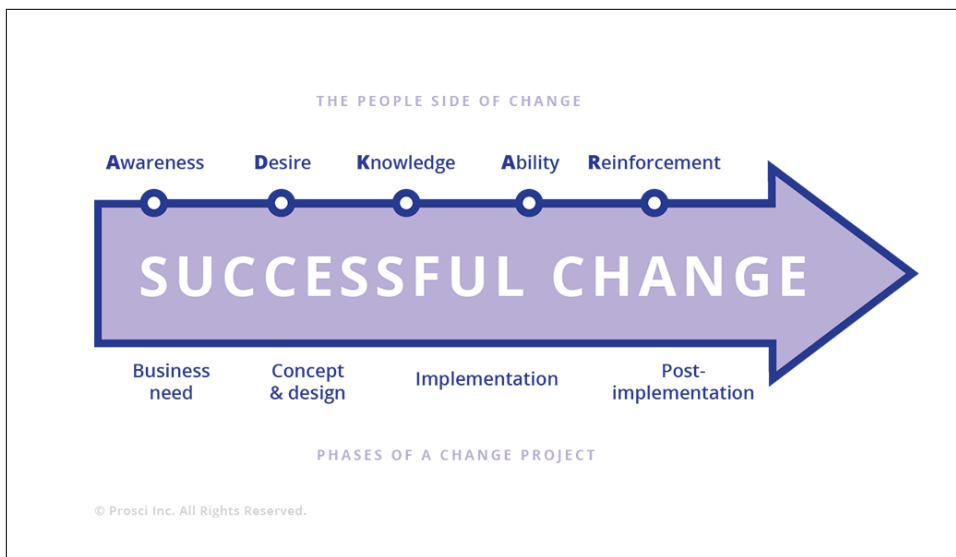 THE PEOPLE SIDE OF CHANGE
Awareness Desire Knowledge Ability Reinforcement
SUCCESSFUL CHANGE
Business need
Concept & design
Implementation
Post-implementation
PHASES OF A CHANGE PROJECT
© Prosci Inc. All Rights Reserved.